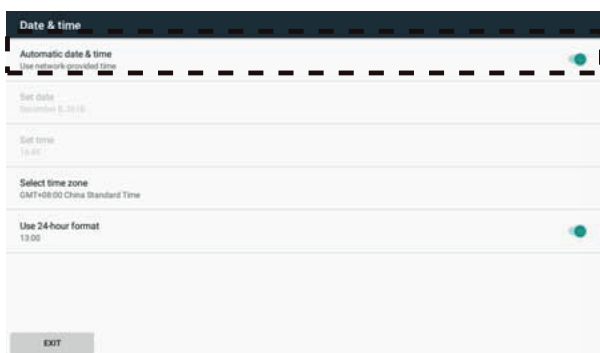 Date & time
Automatic date & time
Use network-provided time
Set date
Set time
Select time zone
GMT+08:00 China Standard Time
Use 24-hour format
13:00
EXIT